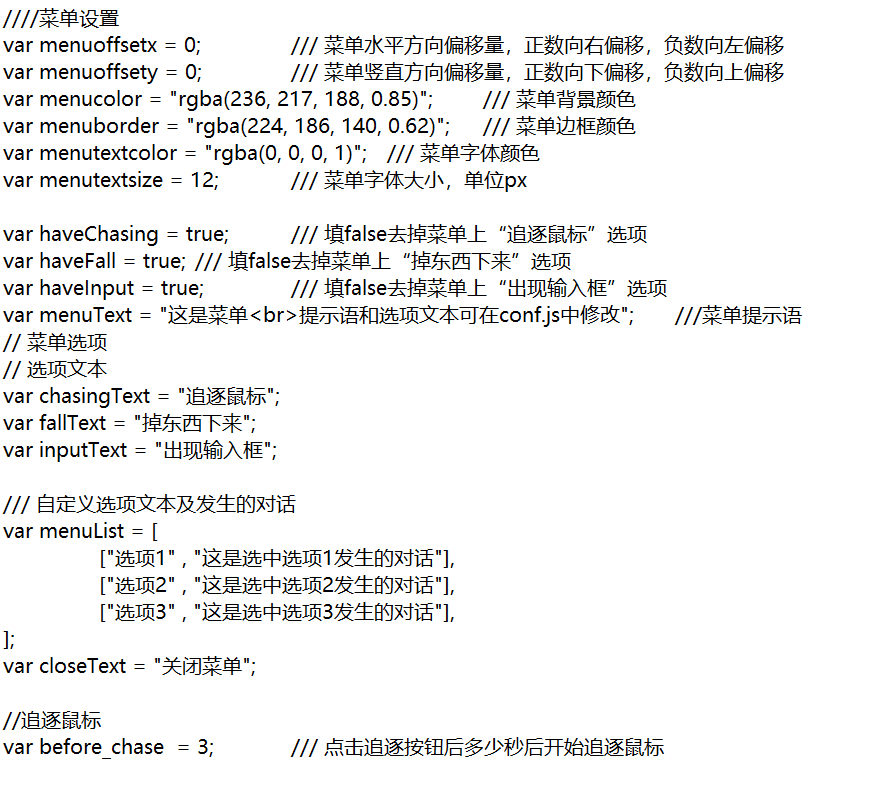 ////菜单设置
var menuoffsetx = 0; /// 菜单水平方向偏移量，正数向右偏移，负数向左偏移
var menuoffsety = 0; /// 菜单竖直方向偏移量，正数向下偏移，负数向上偏移
var menucolor = "rgba(236, 217, 188, 0.85)"; /// 菜单背景颜色
var menuborder = "rgba(224, 186, 140, 0.62)"; /// 菜单边框颜色
var menutextcolor = "rgba(0, 0, 0, 1)"; /// 菜单字体颜色
var menutextsize = 12; /// 菜单字体大小，单位px
var haveChasing = true; /// 填false去掉菜单上“追逐鼠标”选项
var haveFall = true; /// 填false去掉菜单上“掉东西下来”选项
var haveInput = true; /// 填false去掉菜单上“出现输入框”选项
var menuText = "这是菜单<br>提示语和选项文本可在conf.js中修改"; ///菜单提示语
// 菜单选项
// 选项文本
var chasingText = "追逐鼠标";
var fallText = "掉东西下来";
var inputText = "出现输入框";
/// 自定义选项文本及发生的对话
var menuList = [
["选项1" , "这是选中选项1发生的对话"],
["选项2" , "这是选中选项2发生的对话"],
["选项3" , "这是选中选项3发生的对话"],
];
var closeText = "关闭菜单";
//追逐鼠标
var before_chase = 3; /// 点击追逐按钮后多少秒后开始追逐鼠标